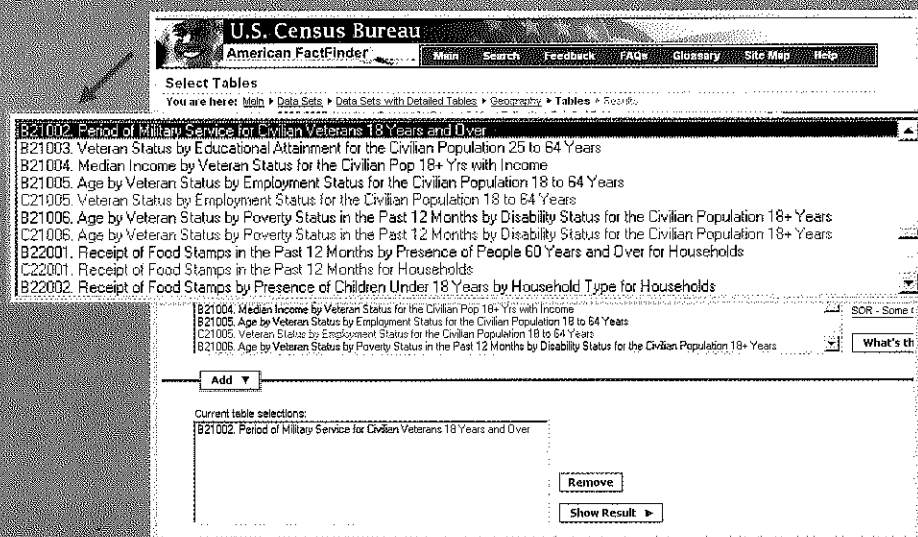 U.S. Census Bureau
American FactFinder
Main Search Feedback FAQs Glossary Site Map Help
Select Tables
You are here: Main ▸ Data Sets ▸ Data Sets with Detailed Tables ▸ Geography ▸ Tables ▸ Results
B21002. Period of Military Service for Civilian Veterans 18 Years and Over
B21003. Veteran Status by Educational Attainment for the Civilian Population 25 to 64 Years
B21004. Median Income by Veteran Status for the Civilian Pop 18+ Yrs with Income
B21005. Age by Veteran Status by Employment Status for the Civilian Population 18 to 64 Years
C21005. Veteran Status by Employment Status for the Civilian Population 18 to 64 Years
B21006. Age by Veteran Status by Poverty Status in the Past 12 Months by Disability Status for the Civilian Population 18+ Years
C21006. Age by Veteran Status by Poverty Status in the Past 12 Months by Disability Status for the Civilian Population 18+ Years
B22001. Receipt of Food Stamps in the Past 12 Months by Presence of People 60 Years and Over for Households
C22001. Receipt of Food Stamps in the Past 12 Months for Households
B22002. Receipt of Food Stamps by Presence of Children Under 18 Years by Household Type for Households
B21004. Median Income by Veteran Status for the Civilian Pop 18+ Yrs with Income
SOR - Some
B21005. Age by Veteran Status by Employment Status for the Civilian Population 18 to 64 Years
C21005. Veteran Status by Employment Status for the Civilian Population 18 to 64 Years
B21006. Age by Veteran Status by Poverty Status in the Past 12 Months by Disability Status for the Civilian Population 18+ Years
What's th
Add ▼
Current table selections:
B21002. Period of Military Service for Civilian Veterans 18 Years and Over
Remove
Show Result ▶